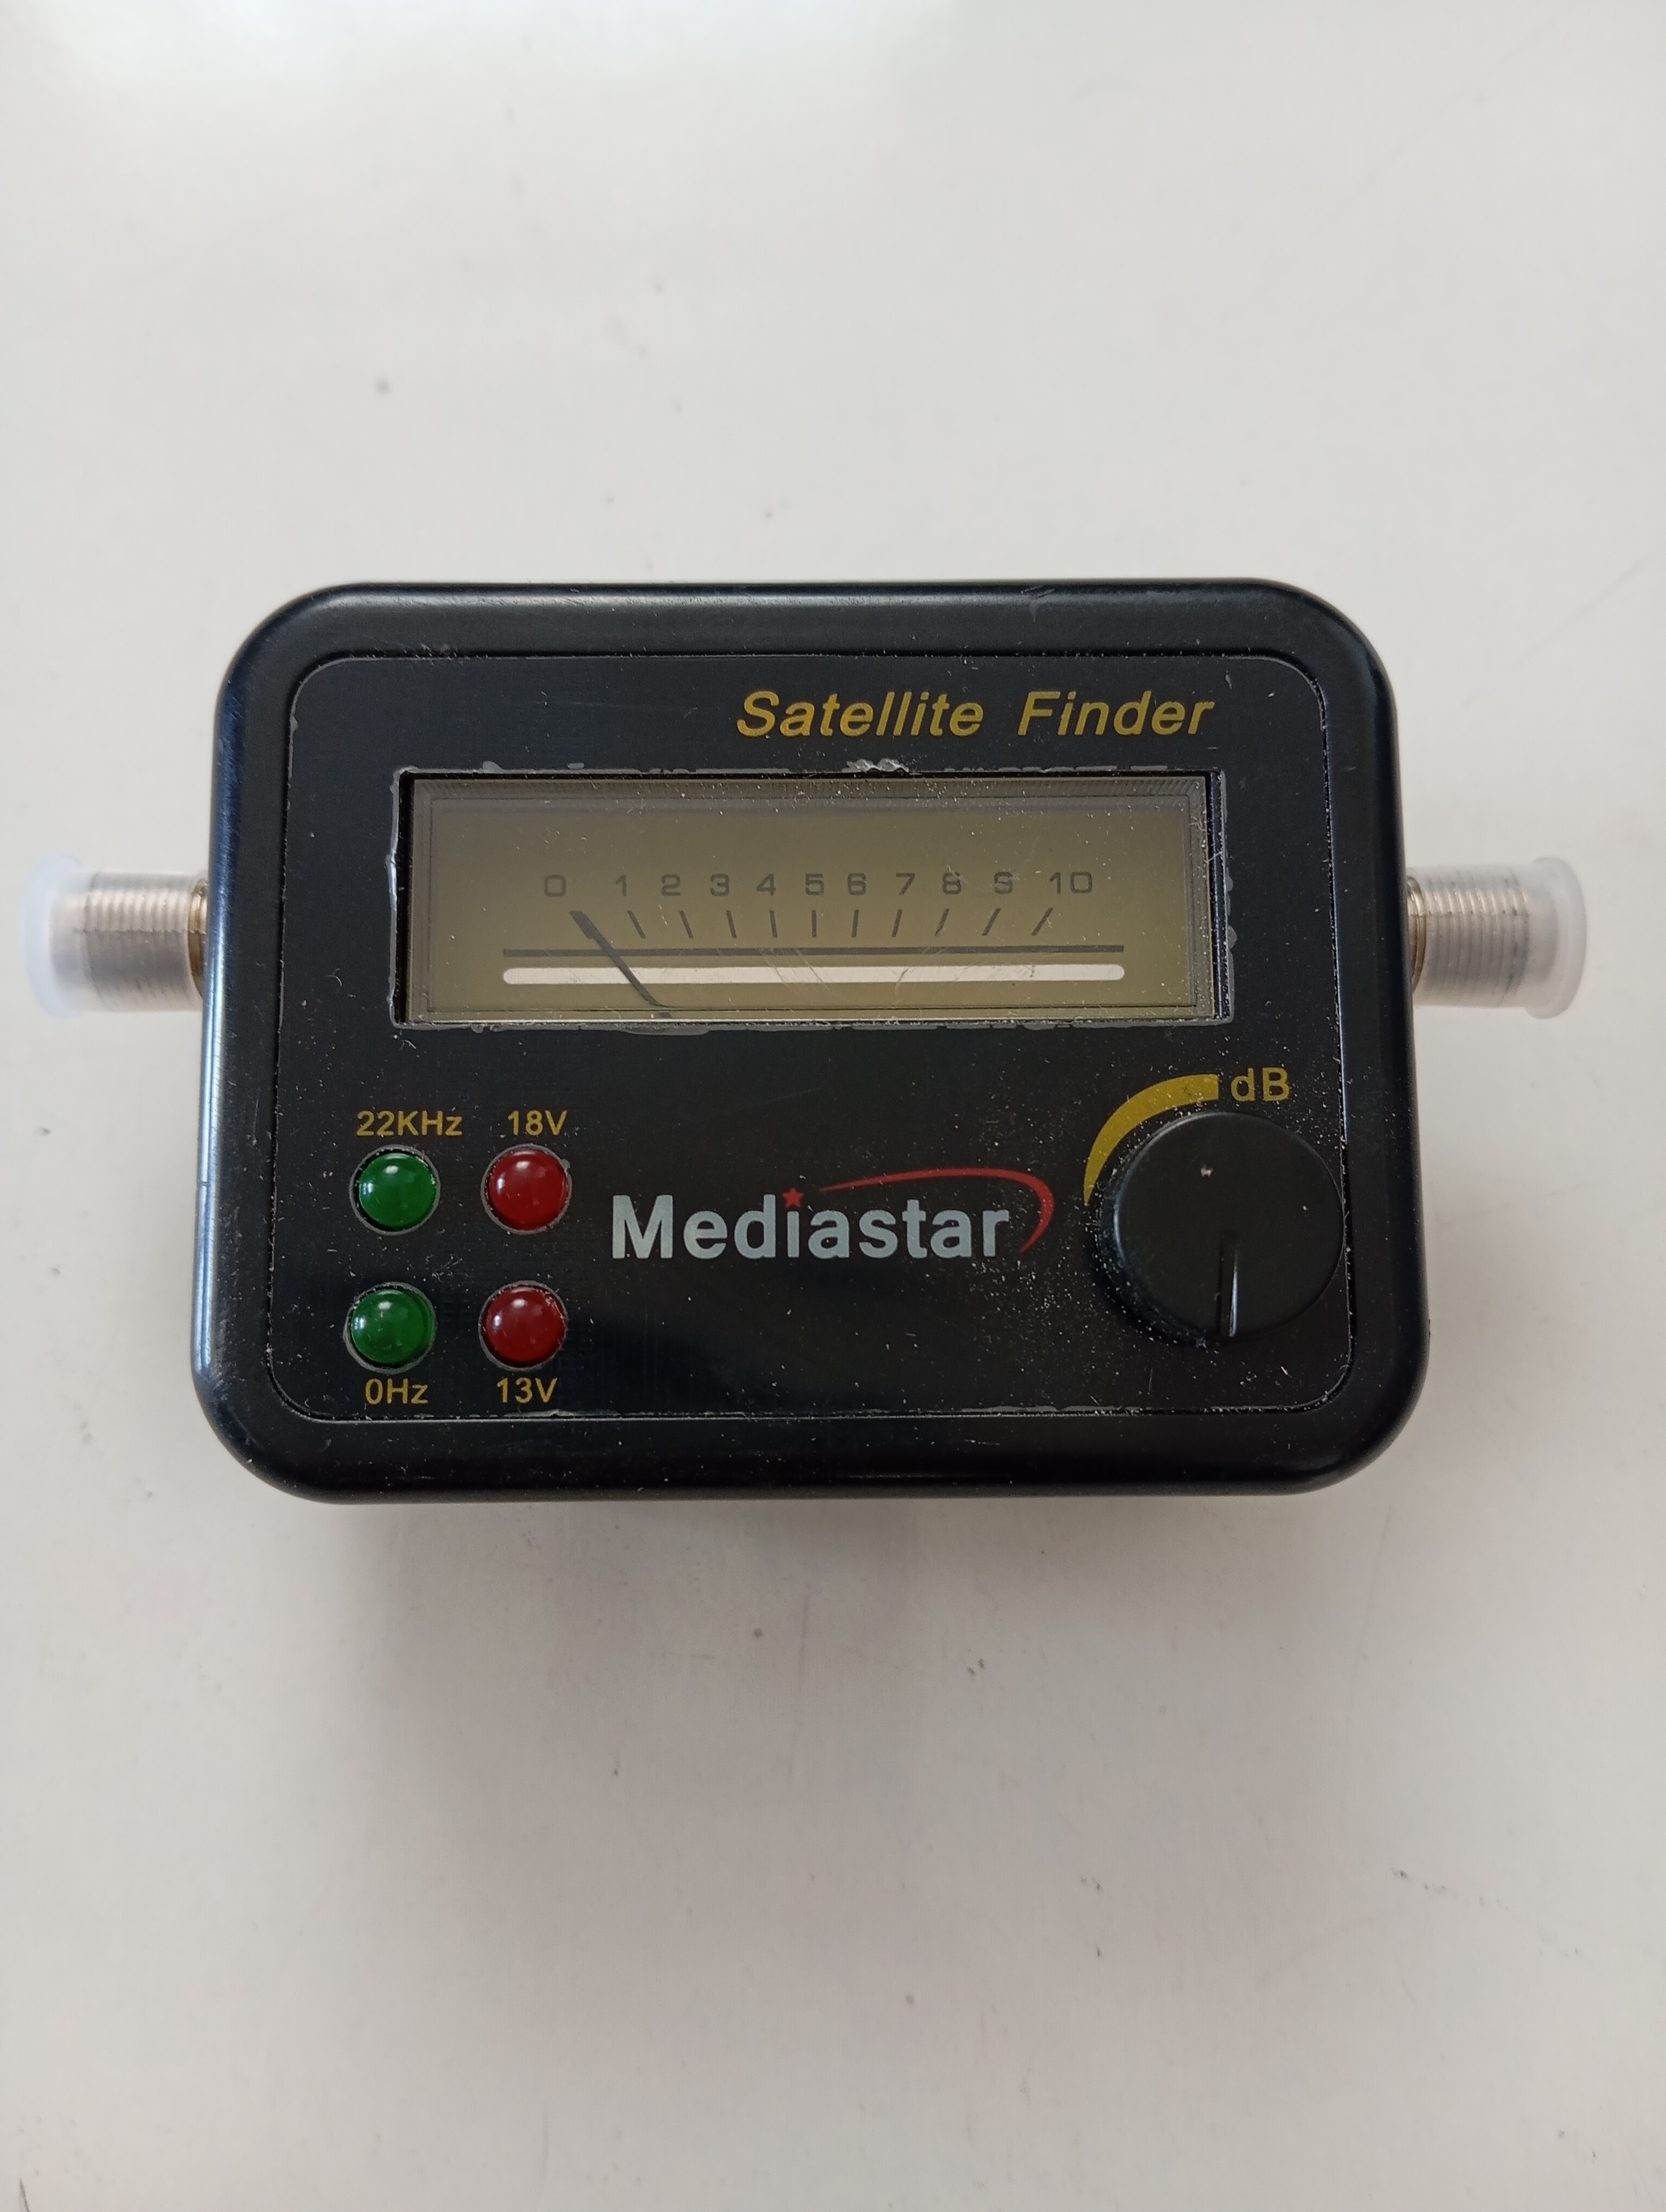 Satellite Finder
0 1 2 3 4 5 6 7 8 9 10
dB
22KHz 18V
Mediastar
0Hz 13V